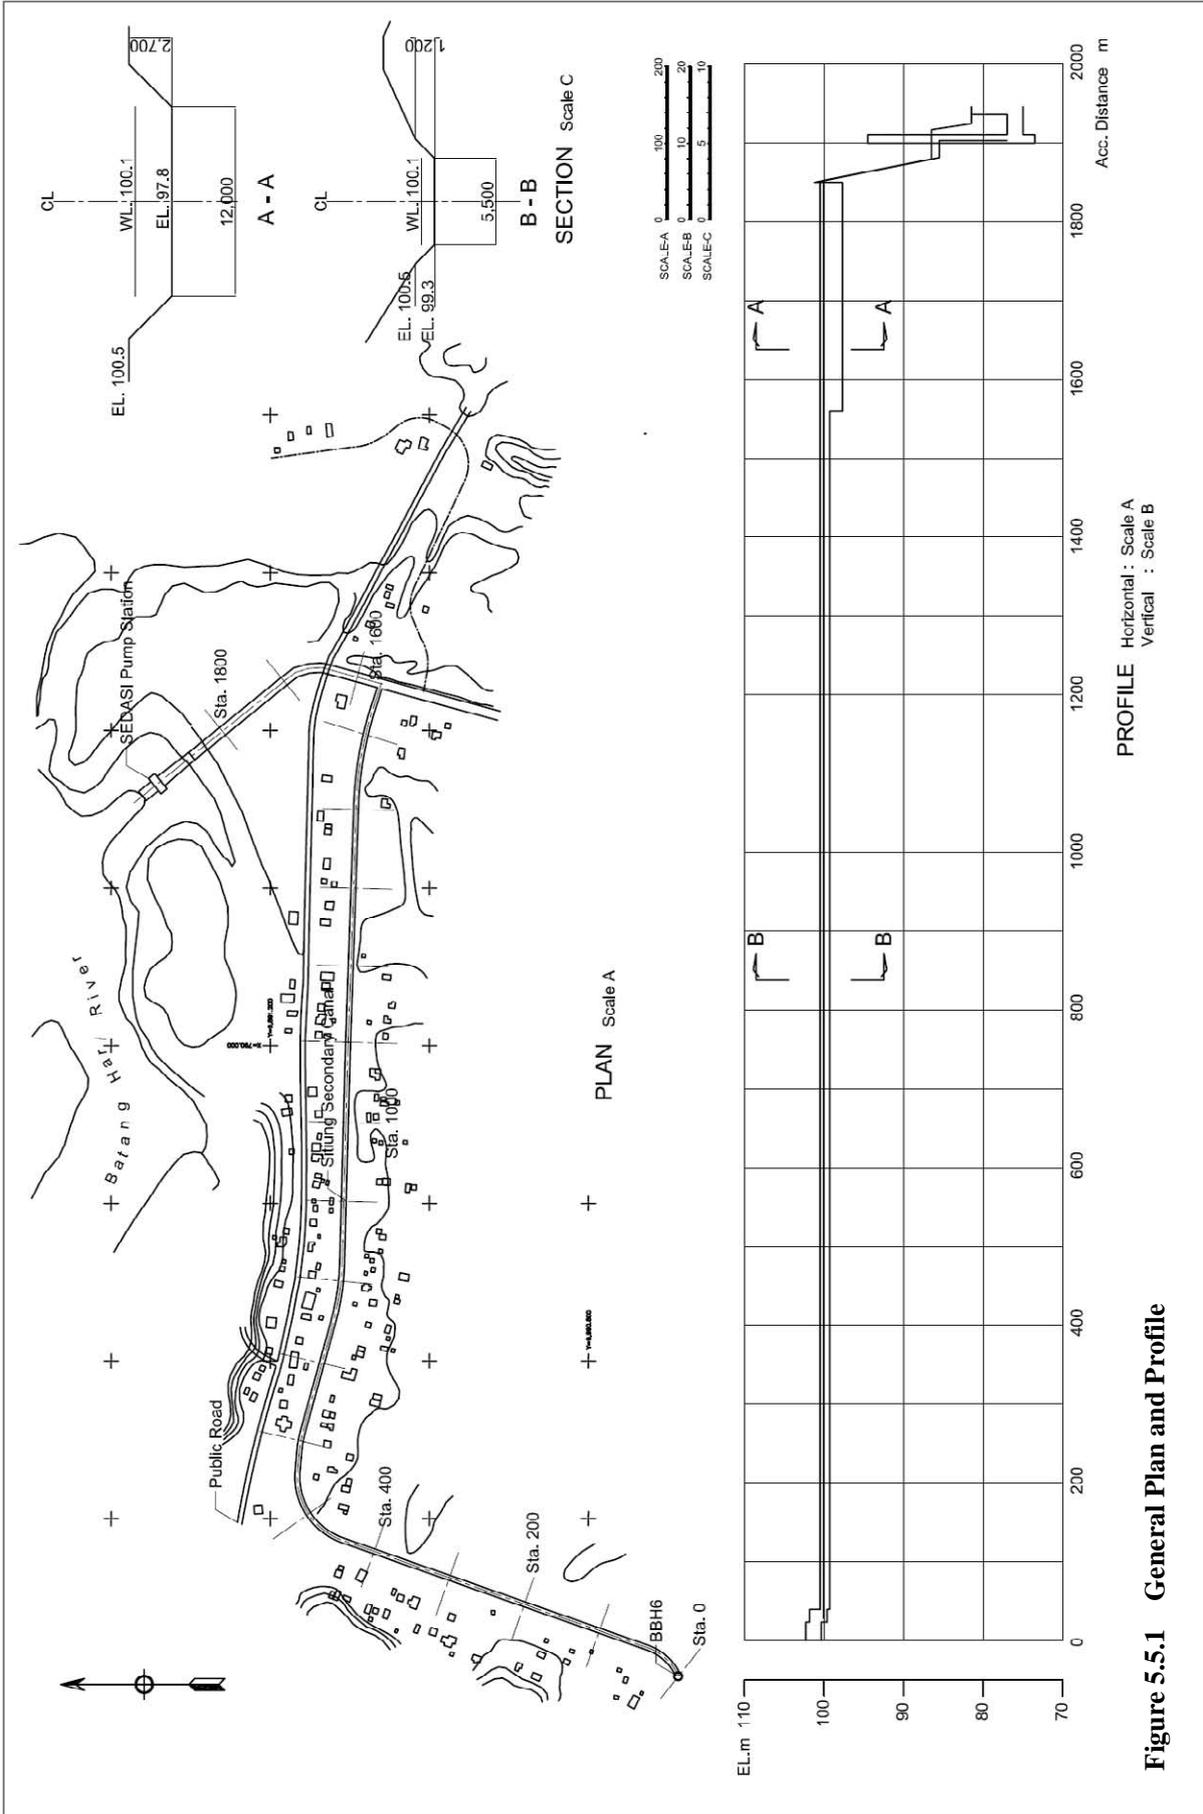 SEDASI Pump Station
Sta. 1800
Batang Hari River
Public Road
Sitiung Secondary Canal
Sta. 1600
Sta. 1000
Sta. 400
Sta. 200
BBH6
Sta. 0
PLAN Scale A
CL
EL. 100.5
WL. 100.1
EL. 97.8
2,700
12,000
A - A
CL
EL. 100.5
WL. 100.1
EL. 99.3
1,200
5,500
B - B
SECTION Scale C
SCALE-A 0 100 200
SCALE-B 0 10 20
SCALE-C 0 5 10
EL.m 110
100
90
80
70
B
B
A
A
0 200 400 600 800 1000 1200 1400 1600 1800 2000
Acc. Distance m
PROFILE Horizontal : Scale A
Vertical : Scale B
Figure 5.5.1 General Plan and Profile